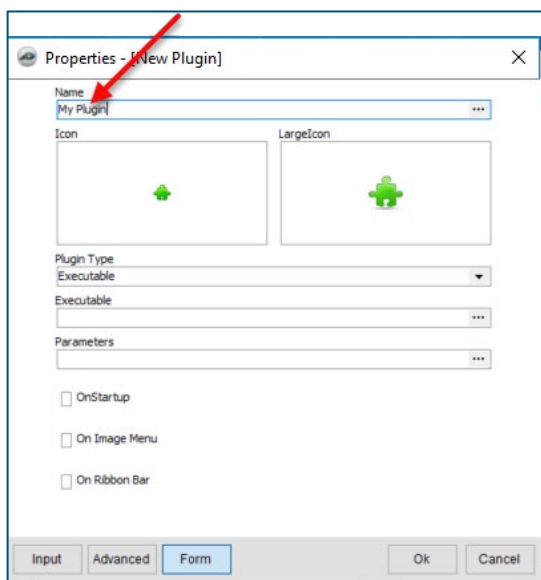 Properties - [New Plugin]
Name
My Plugin
...
Icon
LargeIcon
Plugin Type
Executable
Executable
...
Parameters
...
OnStartup
On Image Menu
On Ribbon Bar
Input Advanced Form Ok Cancel